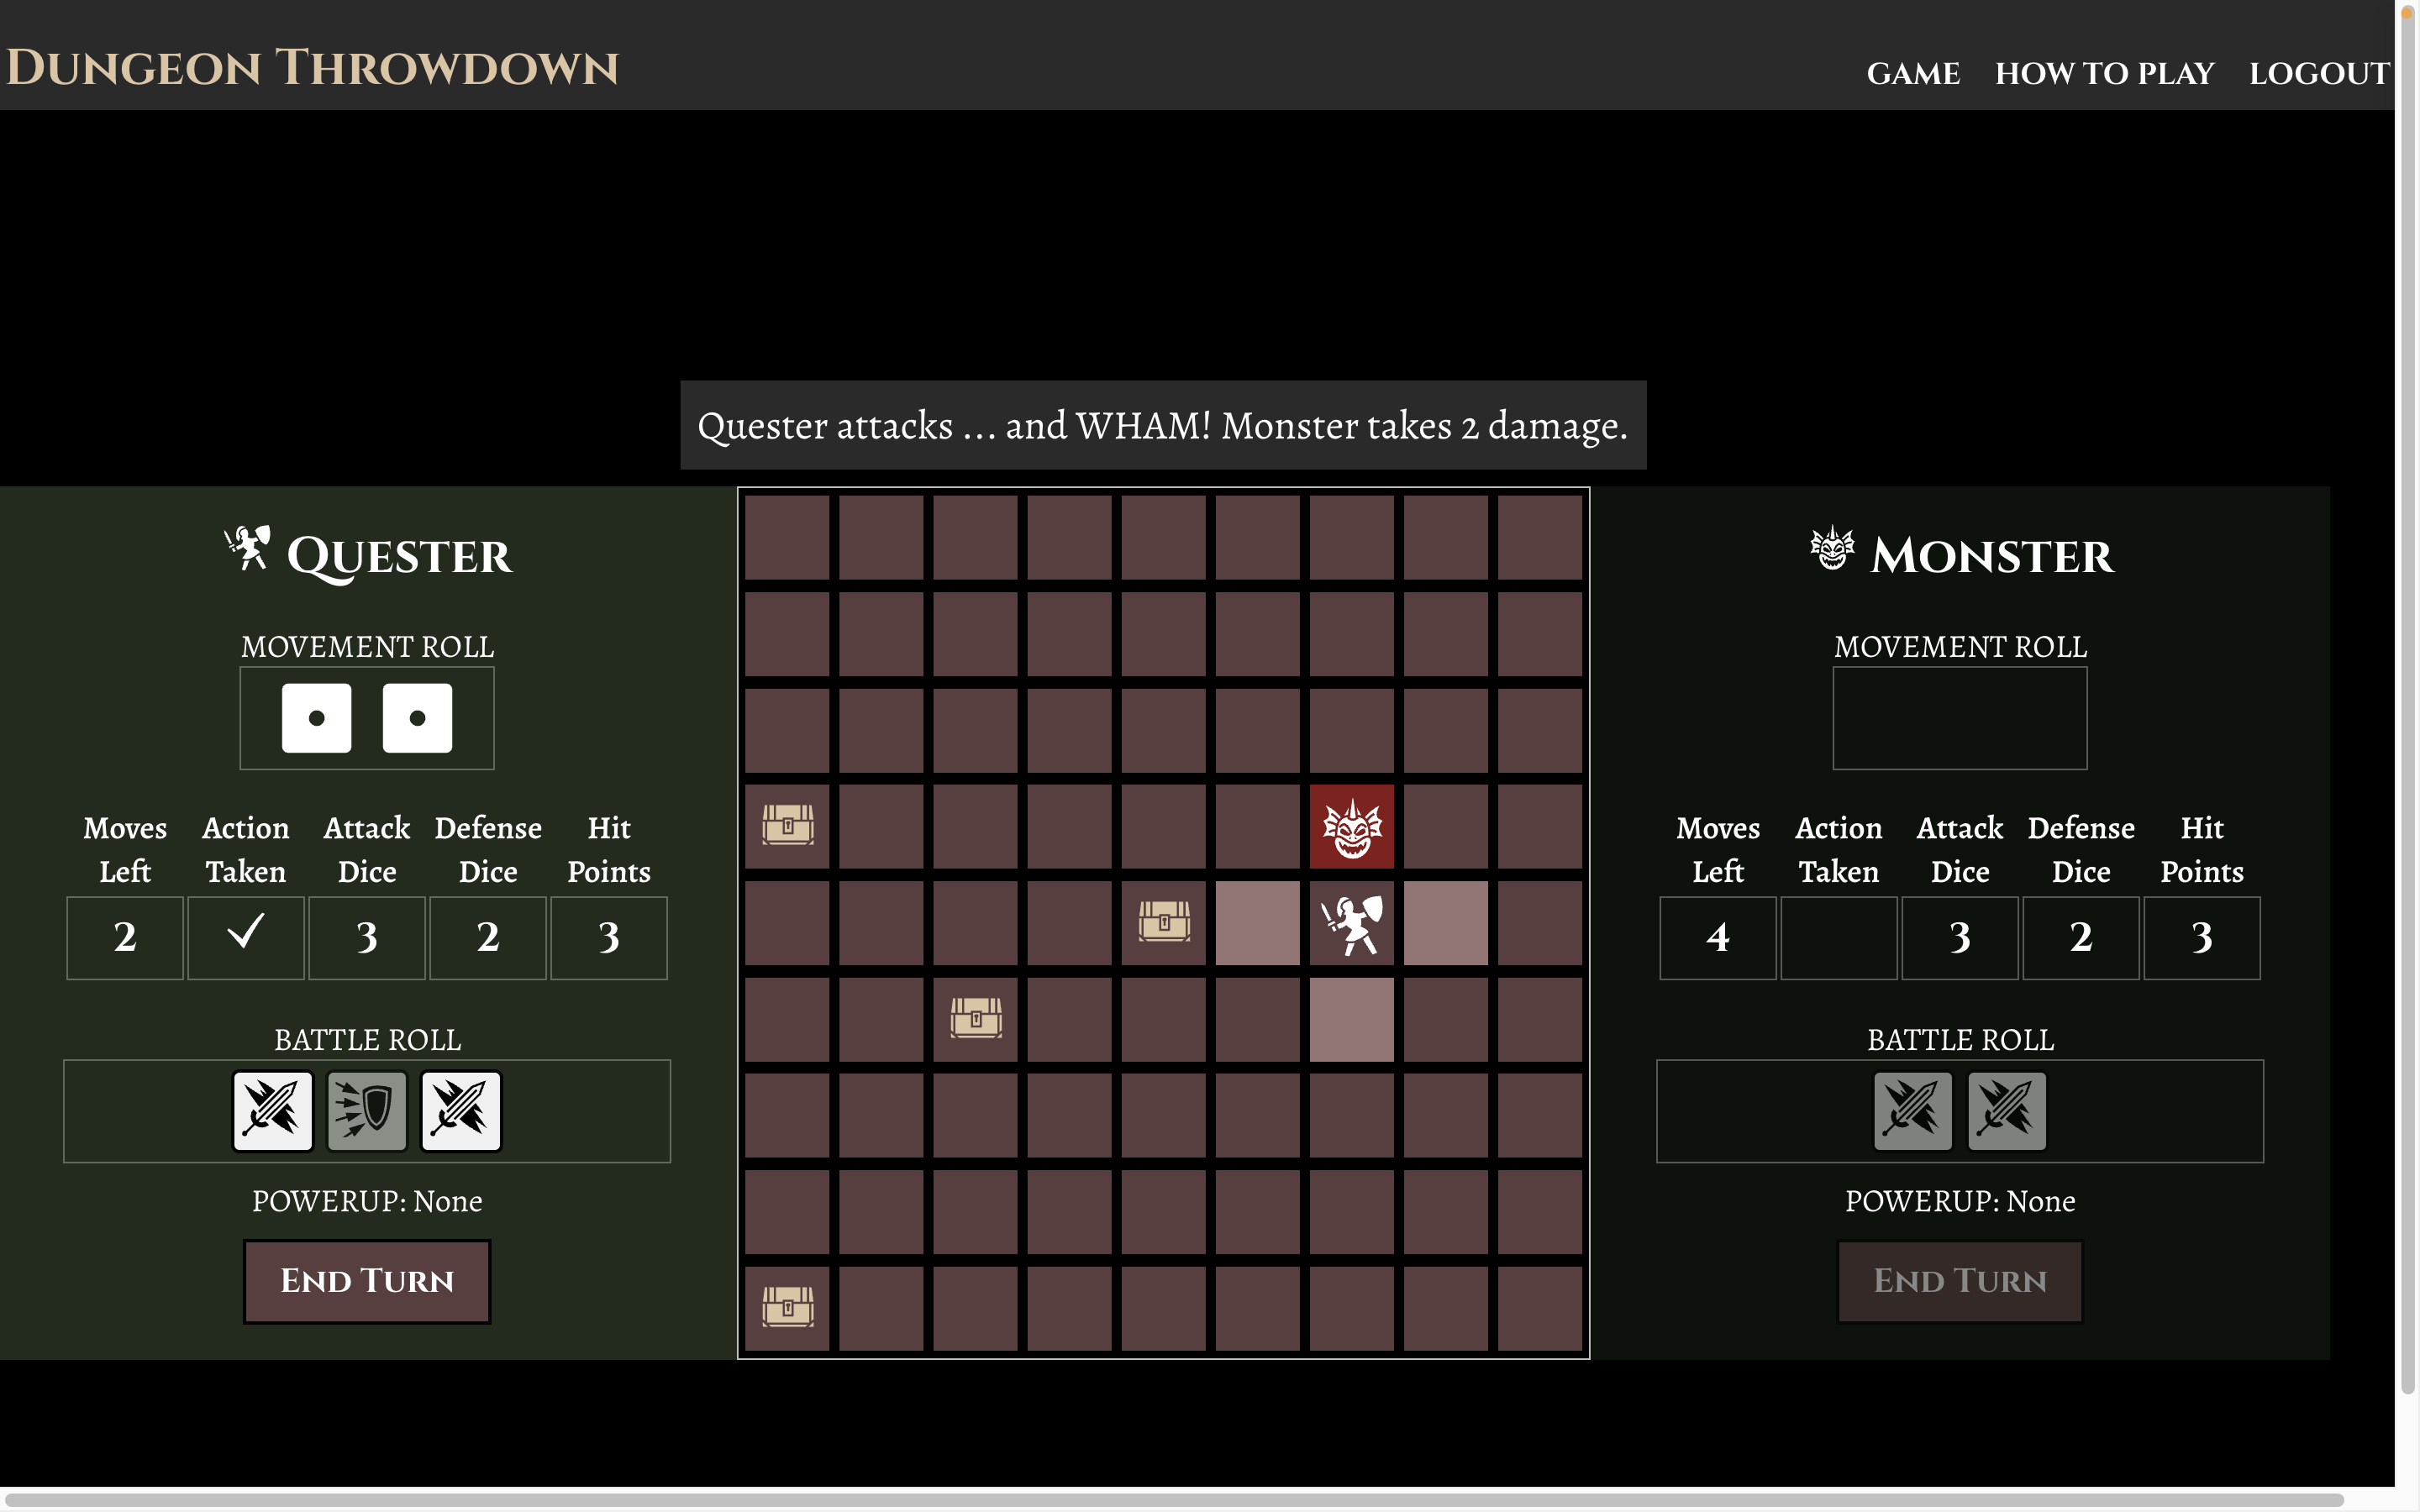 Dungeon Throwdown
GAME HOW TO PLAY LOGOUT
Quester attacks ... and WHAM! Monster takes 2 damage.
Quester
MOVEMENT ROLL
Moves Left Action Taken Attack Dice Defense Dice Hit Points
2 ✓ 3 2 3
BATTLE ROLL
POWERUP: None
End Turn
Monster
MOVEMENT ROLL
Moves Left Action Taken Attack Dice Defense Dice Hit Points
4 3 2 3
BATTLE ROLL
POWERUP: None
End Turn